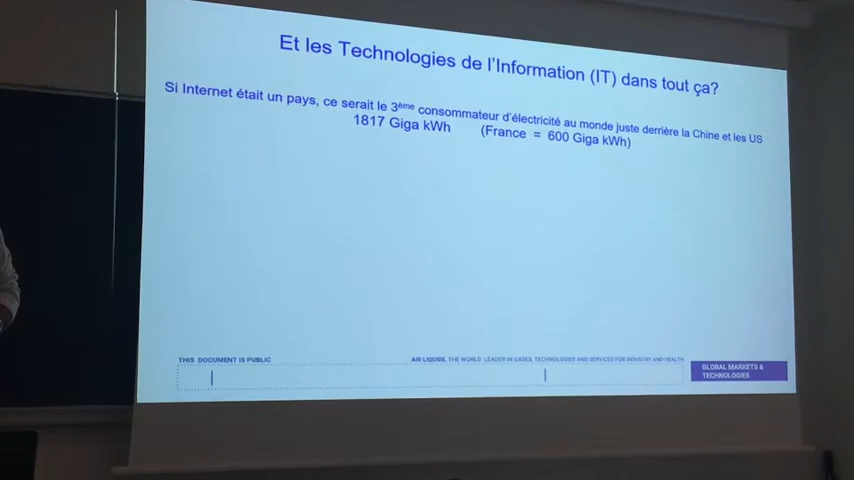 Et les Technologies de l'Information (IT) dans tout ça?
Si Internet était un pays, ce serait le 3ème consommateur d'électricité au monde juste derrière la Chine et les US
1817 Giga kWh (France = 600 Giga kWh)
THIS DOCUMENT IS PUBLIC
AIR LIQUIDE, THE WORLD LEADER IN GASES, TECHNOLOGIES AND SERVICES FOR INDUSTRY AND HEALTH
GLOBAL MARKETS &
TECHNOLOGIES